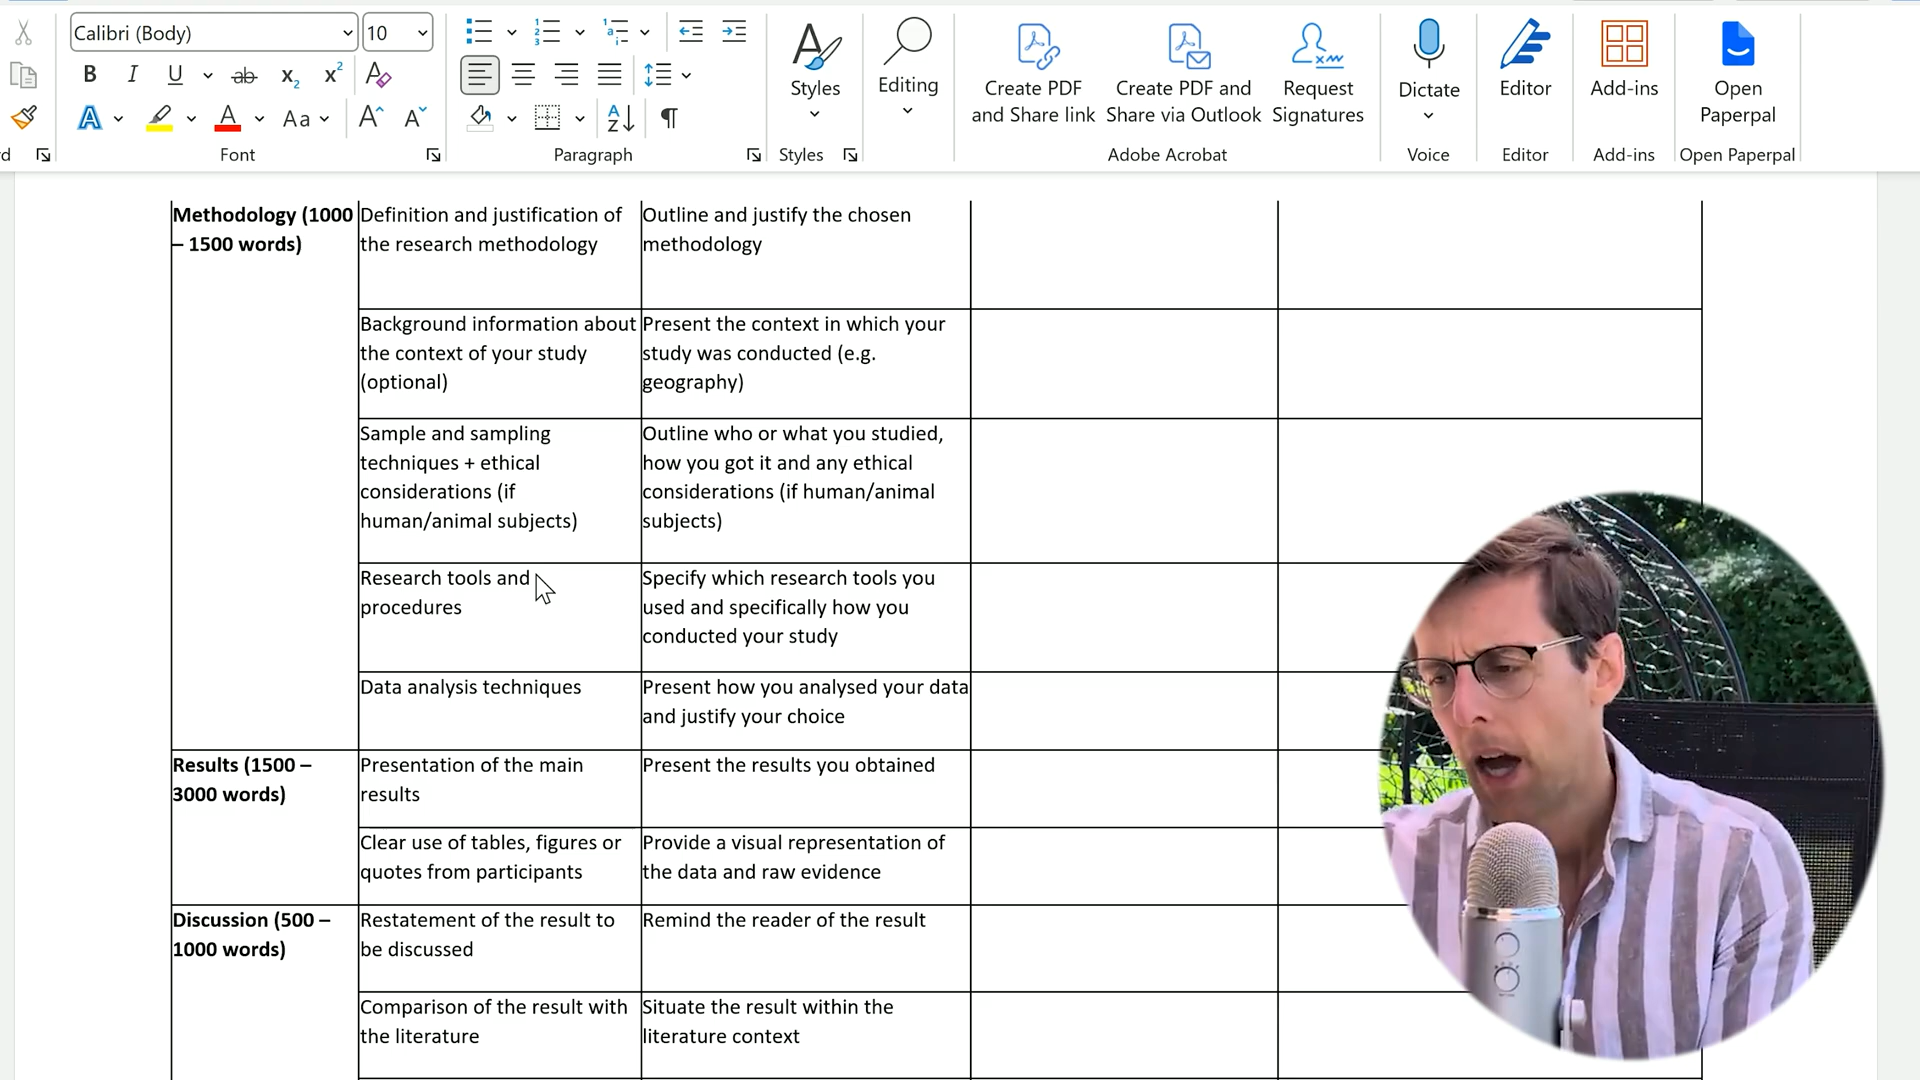 Calibri (Body)
10
B I U ab x₂ x² A
A A Aa A A
Styles
Editing
Create PDF
and Share link
Create PDF and
Share via Outlook
Request
Signatures
Dictate
Editor
Add-ins
Open
Paperpal
d
Font
Paragraph
Styles
Adobe Acrobat
Voice
Editor
Add-ins
Open Paperpal
Methodology (1000
– 1500 words)
Definition and justification of
the research methodology
Outline and justify the chosen
methodology
Background information about
the context of your study
(optional)
Present the context in which your
study was conducted (e.g.
geography)
Sample and sampling
techniques + ethical
considerations (if
human/animal subjects)
Outline who or what you studied,
how you got it and any ethical
considerations (if human/animal
subjects)
Research tools and
procedures
Specify which research tools you
used and specifically how you
conducted your study
Data analysis techniques
Present how you analysed your data
and justify your choice
Results (1500 –
3000 words)
Presentation of the main
results
Present the results you obtained
Clear use of tables, figures or
quotes from participants
Provide a visual representation of
the data and raw evidence
Discussion (500 –
1000 words)
Restatement of the result to
be discussed
Remind the reader of the result
Comparison of the result with
the literature
Situate the result within the
literature context